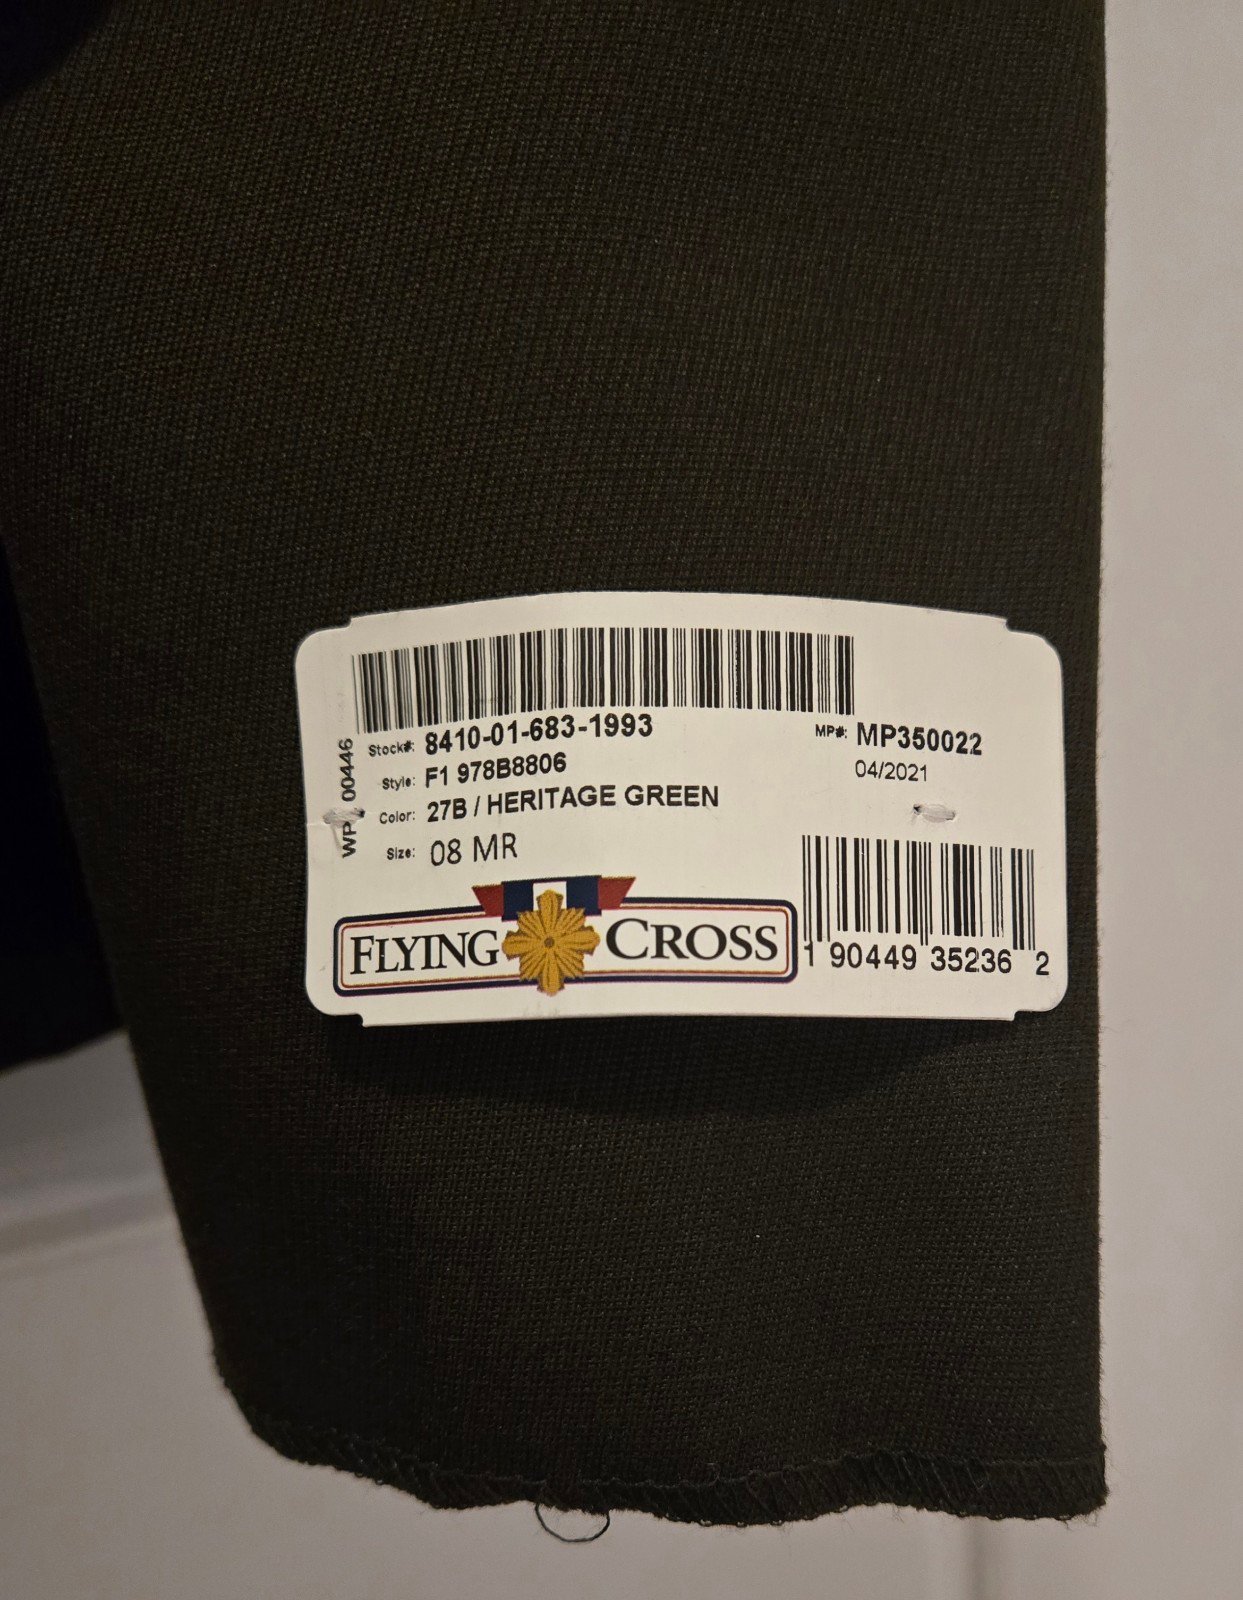 Stock#: 8410-01-683-1993
Style: F1 978B8806
Color: 27B / HERITAGE GREEN
Size: 08 MR
MP#: MP350022
04/2021
WP 00446
FLYING CROSS
1 90449 35236 2